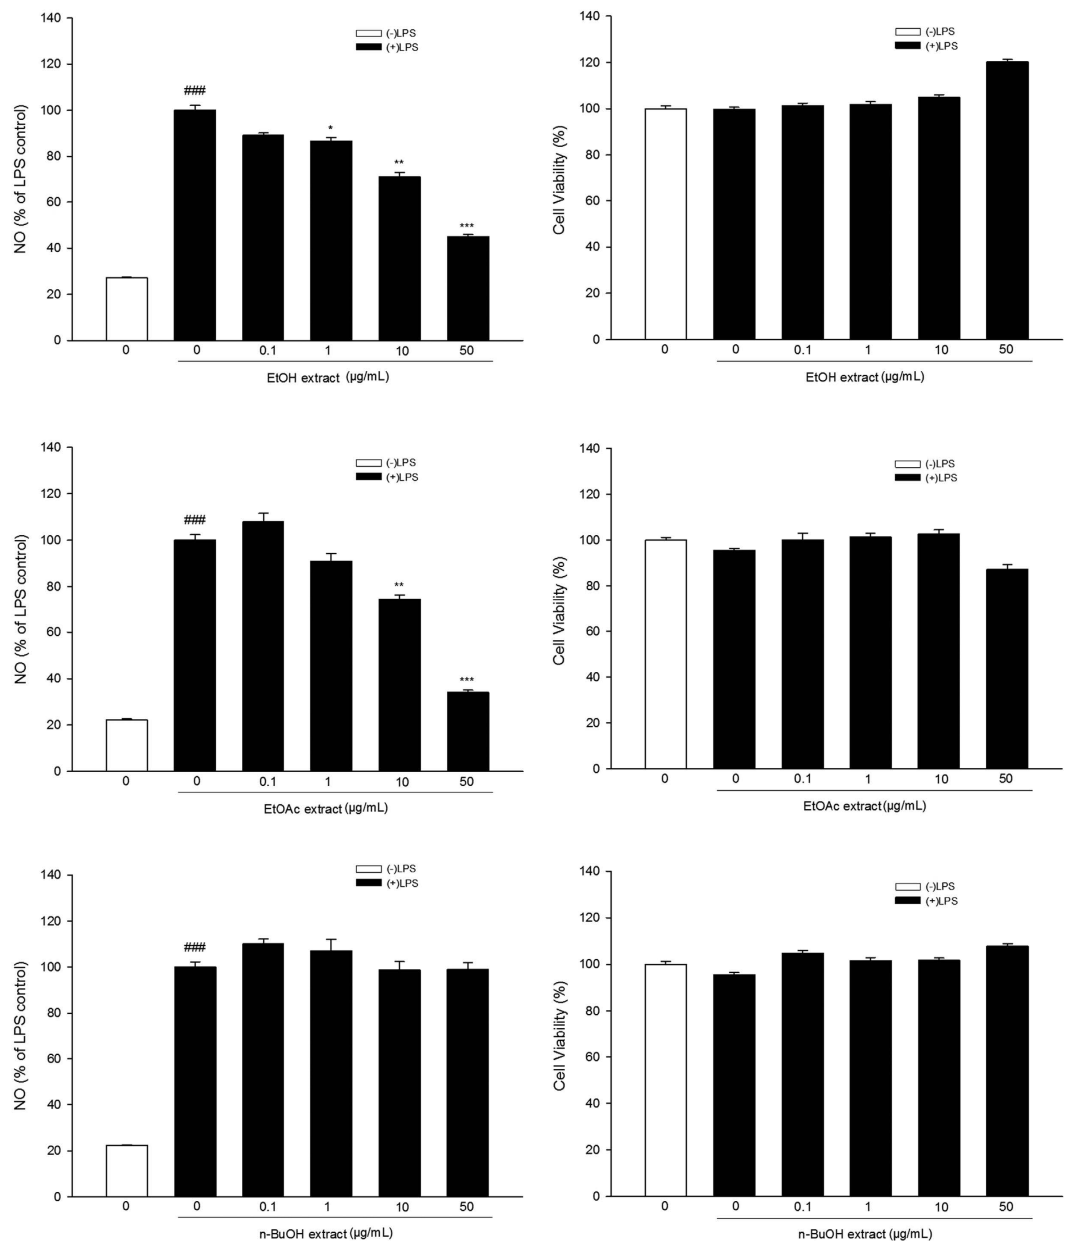 NO (% of LPS control)
140
120
100
80
60
40
20
0
(-)LPS
(+)LPS
###
*
**
***
0 0 0.1 1 10 50
EtOH extract (µg/mL)
Cell Viability (%)
140
120
100
80
60
40
20
0
(-)LPS
(+)LPS
0 0 0.1 1 10 50
EtOH extract (µg/mL)
NO (% of LPS control)
140
120
100
80
60
40
20
0
(-)LPS
(+)LPS
###
**
***
0 0 0.1 1 10 50
EtOAc extract (µg/mL)
Cell Viability (%)
140
120
100
80
60
40
20
0
(-)LPS
(+)LPS
0 0 0.1 1 10 50
EtOAc extract (µg/mL)
NO (% of LPS control)
140
120
100
80
60
40
20
0
(-)LPS
(+)LPS
###
0 0 0.1 1 10 50
n-BuOH extract (µg/mL)
Cell Viability (%)
140
120
100
80
60
40
20
0
(-)LPS
(+)LPS
0 0 0.1 1 10 50
n-BuOH extract (µg/mL)